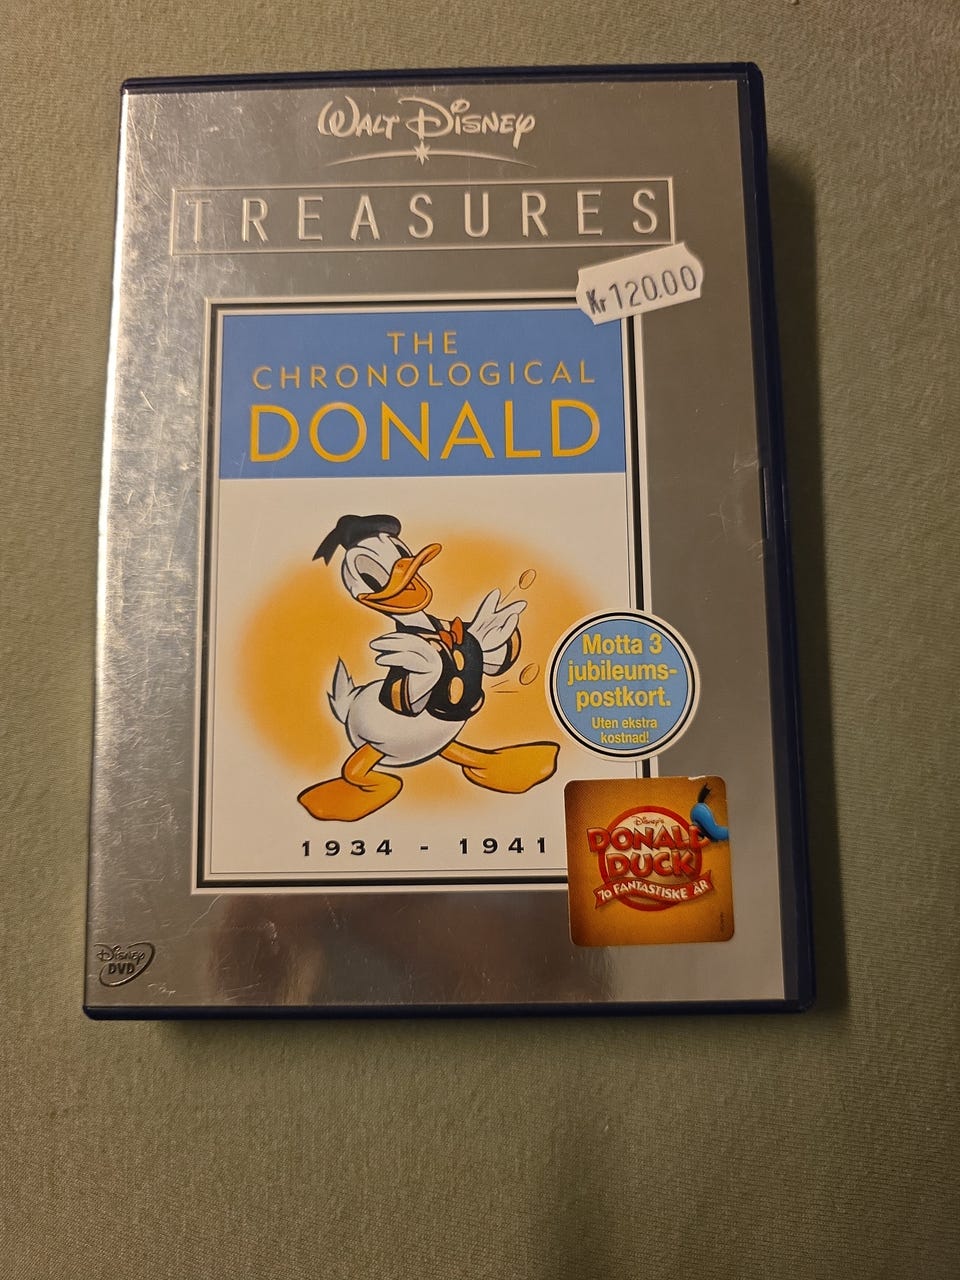 WALT DISNEY
TREASURES
Kr 120.00
THE
CHRONOLOGICAL
DONALD
Motta 3
jubileums-
postkort.
Uten ekstra
kostnad!
1934 - 1941
DISNEY'S
DONALD
DUCK
70 FANTASTISKE ÅR
DISNEY
DVD